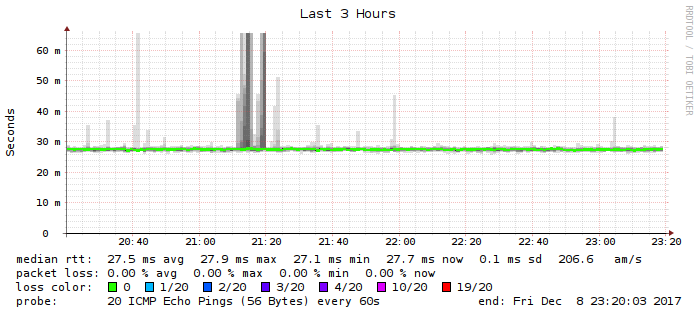 Last 3 Hours
RRDTOOL / TOBI OETIKER
Seconds
60 m
50 m
40 m
30 m
20 m
10 m
0
20:40 21:00 21:20 21:40 22:00 22:20 22:40 23:00 23:20
median rtt: 27.5 ms avg 27.9 ms max 27.1 ms min 27.7 ms now 0.1 ms sd 206.6 am/s
packet loss: 0.00 % avg 0.00 % max 0.00 % min 0.00 % now
loss color: 0 1/20 2/20 3/20 4/20 10/20 19/20
probe: 20 ICMP Echo Pings (56 Bytes) every 60s end: Fri Dec 8 23:20:03 2017